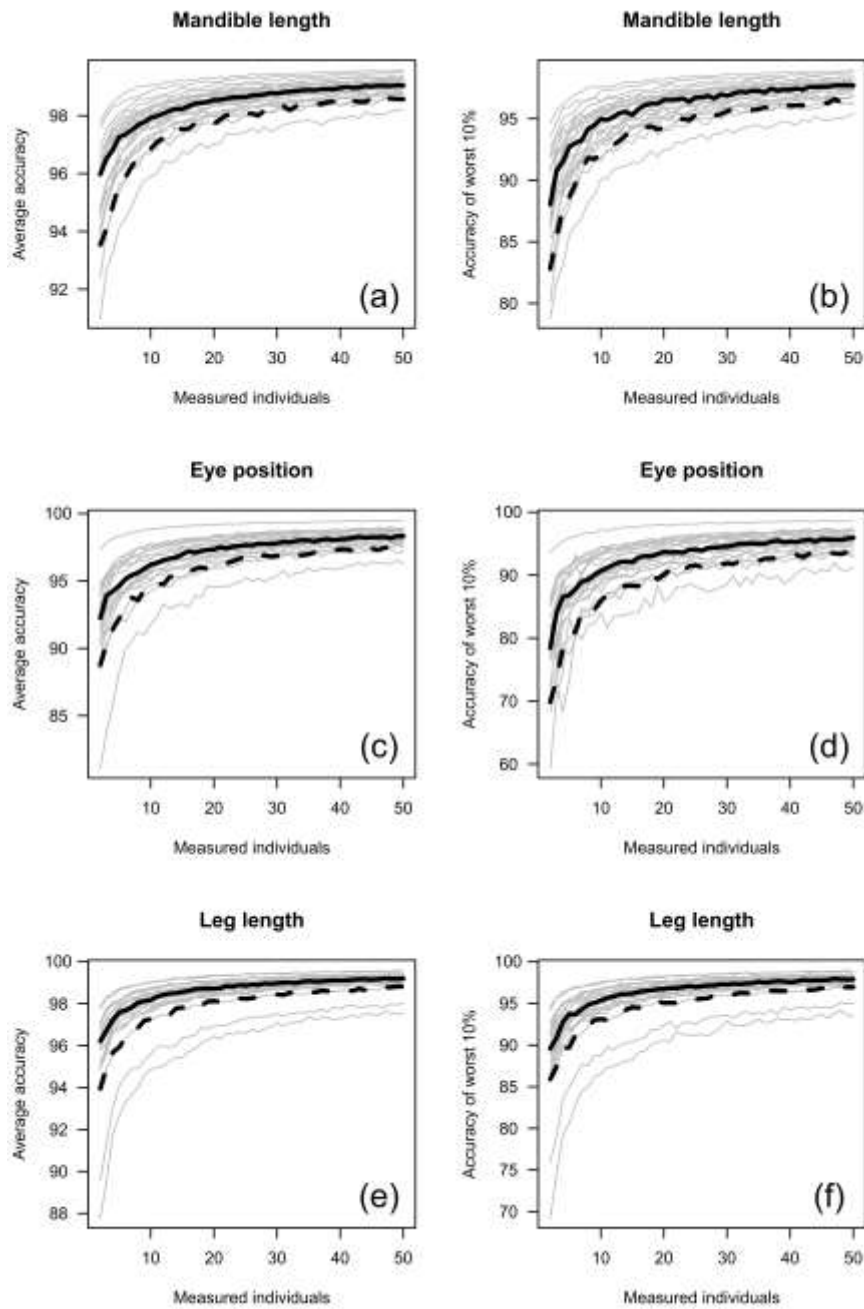 Mandible length
Average accuracy
98
96
94
92
(a)
10 20 30 40 50
Measured individuals
Mandible length
Accuracy of worst 10%
95
90
85
80
(b)
10 20 30 40 50
Measured individuals
Eye position
Average accuracy
100
95
90
85
(c)
10 20 30 40 50
Measured individuals
Eye position
Accuracy of worst 10%
100
90
80
70
60
(d)
10 20 30 40 50
Measured individuals
Leg length
Average accuracy
100
98
96
94
92
90
88
(e)
10 20 30 40 50
Measured individuals
Leg length
Accuracy of worst 10%
100
95
90
85
80
75
70
(f)
10 20 30 40 50
Measured individuals